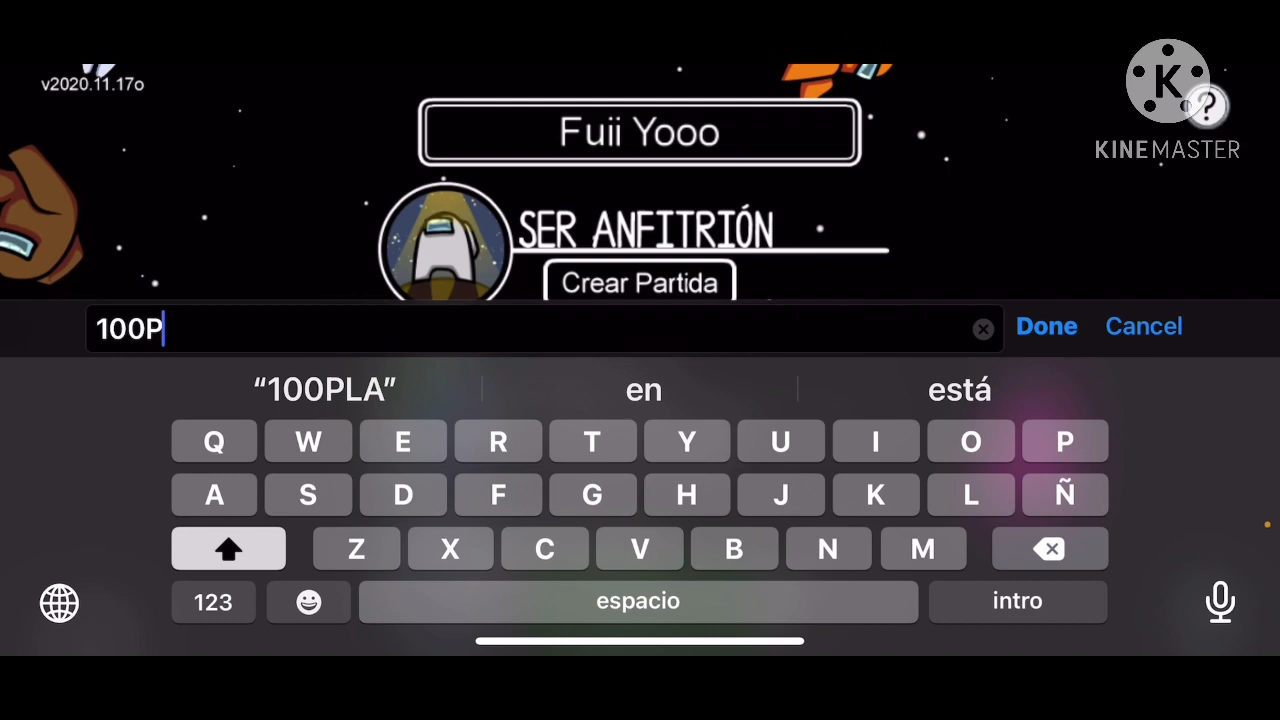 v2020.11.17o
Fuii Yooo
?
K
KINEMASTER
SER ANFITRIÓN
Crear Partida
100P
Done Cancel
“100PLA” en está
Q W E R T Y U I O P
A S D F G H J K L Ñ
Z X C V B N M
123 espacio intro